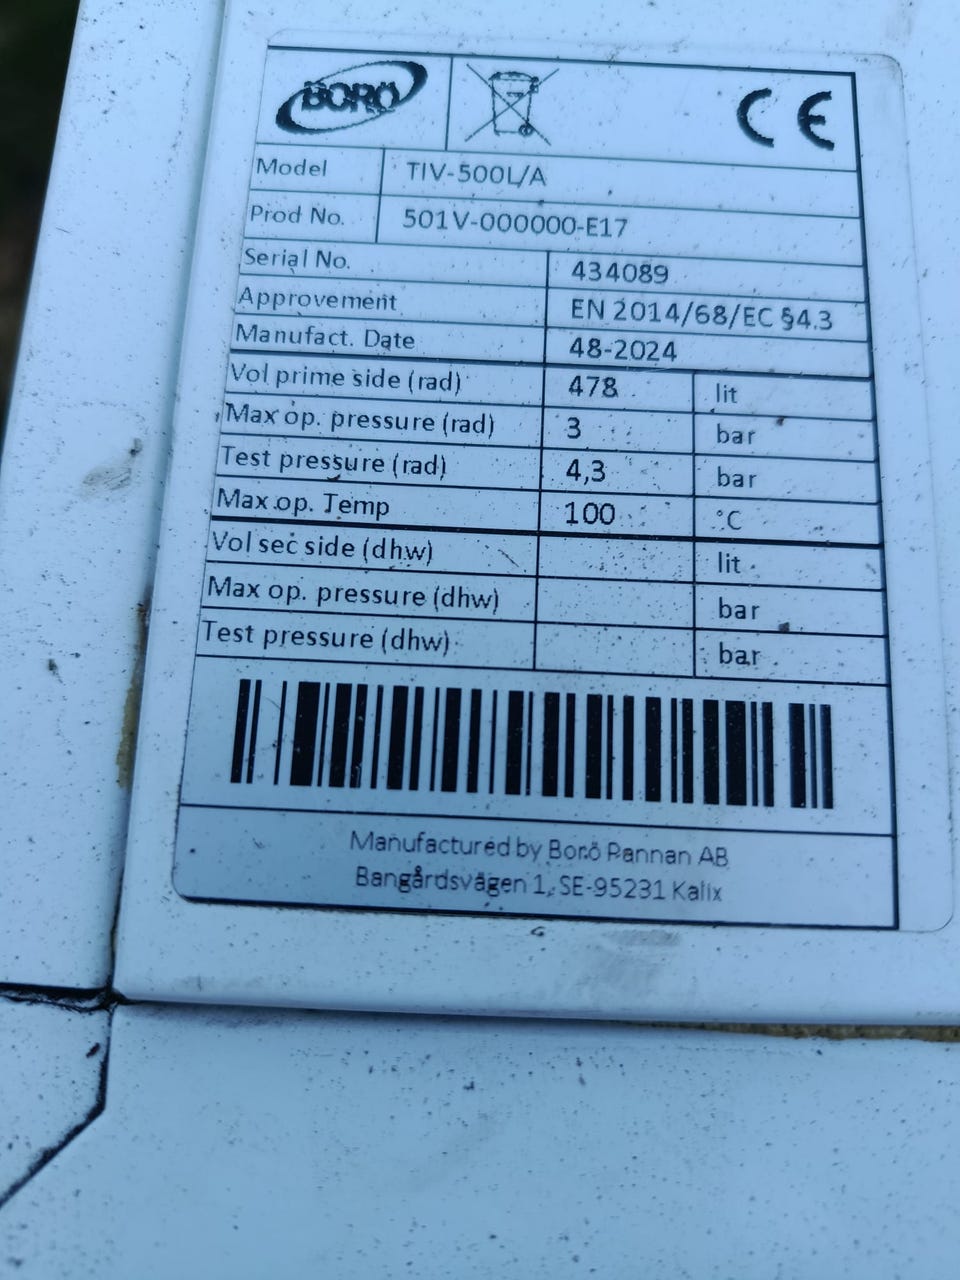 BORÖ
CE
Model TIV-500L/A
Prod No. 501V-000000-E17
Serial No. 434089
Approvement EN 2014/68/EC §4.3
Manufact. Date 48-2024
Vol prime side (rad) 478 lit
Max op. pressure (rad) 3 bar
Test pressure (rad) 4,3 bar
Max op. Temp 100 °C
Vol sec side (dhw) lit
Max op. pressure (dhw) bar
Test pressure (dhw) bar
Manufactured by Borö Pannan AB
Bangårdsvägen 1, SE-95231 Kalix